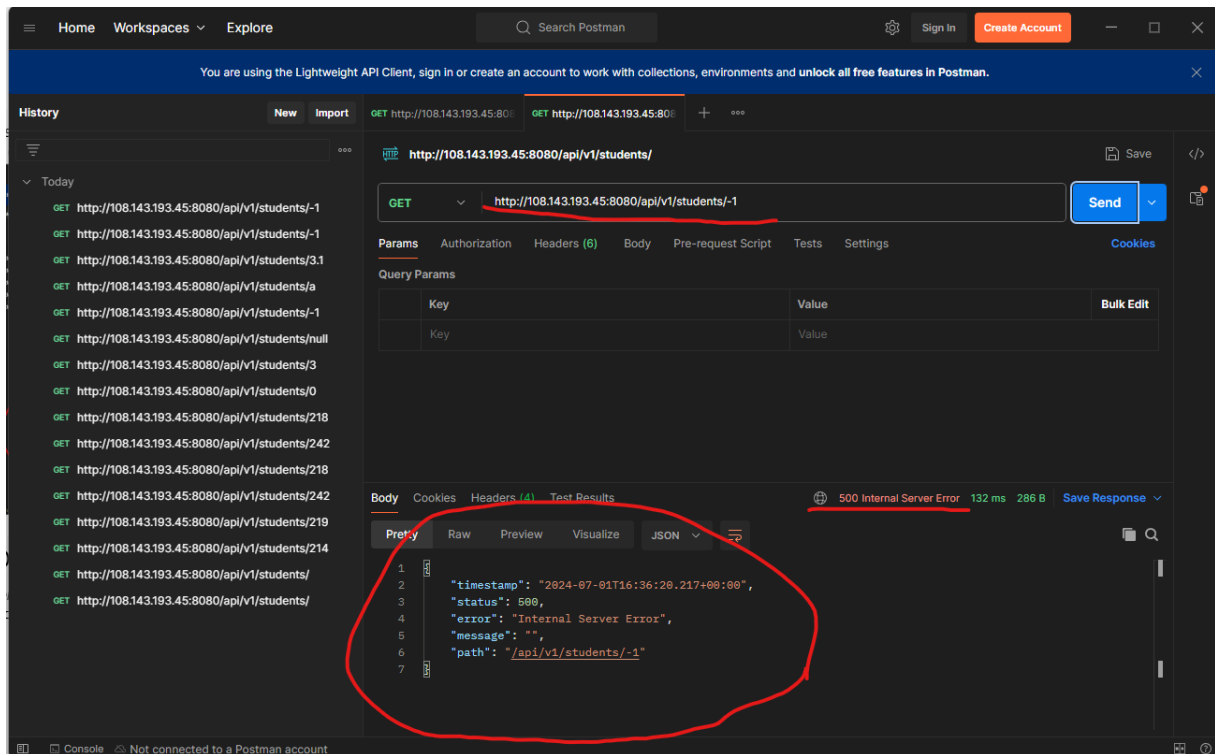 Home Workspaces Explore Search Postman Sign In Create Account
You are using the Lightweight API Client, sign in or create an account to work with collections, environments and unlock all free features in Postman.
History New Import
GET http://108.143.193.45:808 GET http://108.143.193.45:808
HTTP http://108.143.193.45:8080/api/v1/students/ Save
Today
GET http://108.143.193.45:8080/api/v1/students/-1
GET http://108.143.193.45:8080/api/v1/students/-1
GET http://108.143.193.45:8080/api/v1/students/3.1
GET http://108.143.193.45:8080/api/v1/students/a
GET http://108.143.193.45:8080/api/v1/students/-1
GET http://108.143.193.45:8080/api/v1/students/null
GET http://108.143.193.45:8080/api/v1/students/3
GET http://108.143.193.45:8080/api/v1/students/0
GET http://108.143.193.45:8080/api/v1/students/218
GET http://108.143.193.45:8080/api/v1/students/242
GET http://108.143.193.45:8080/api/v1/students/218
GET http://108.143.193.45:8080/api/v1/students/242
GET http://108.143.193.45:8080/api/v1/students/219
GET http://108.143.193.45:8080/api/v1/students/214
GET http://108.143.193.45:8080/api/v1/students/
GET http://108.143.193.45:8080/api/v1/students/
GET http://108.143.193.45:8080/api/v1/students/-1 Send
Params Authorization Headers (6) Body Pre-request Script Tests Settings Cookies
Query Params
Key Value Bulk Edit
Key Value
Body Cookies Headers (4) Test Results 500 Internal Server Error 132 ms 286 B Save Response
Pretty Raw Preview Visualize JSON
1 {
2 "timestamp": "2024-07-01T16:36:20.217+00:00",
3 "status": 500,
4 "error": "Internal Server Error",
5 "message": "",
6 "path": "/api/v1/students/-1"
7 }
Console Not connected to a Postman account